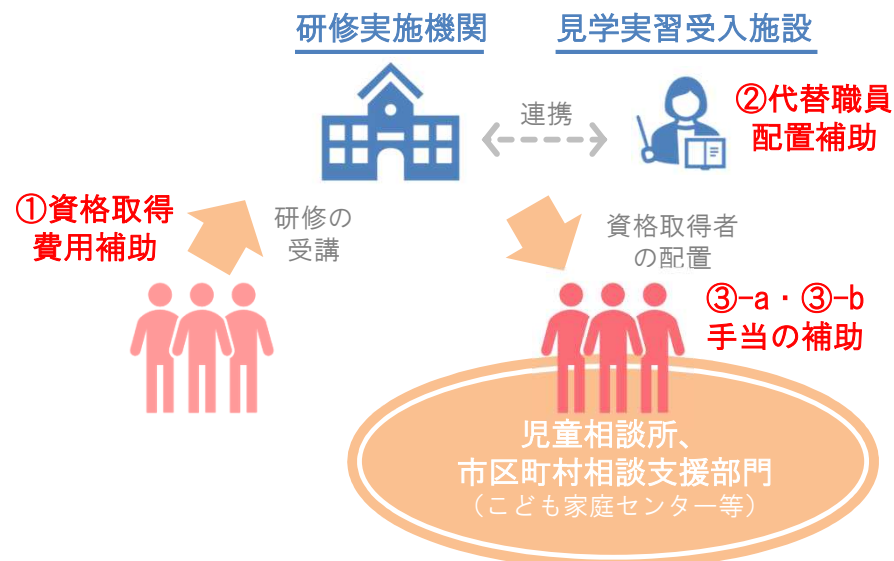 研修実施機関
見学実習受入施設
連携
②代替職員
配置補助
①資格取得
費用補助
研修の
受講
資格取得者
の配置
③-a・③-b
手当の補助
児童相談所、
市区町村相談支援部門
（こども家庭センター等）